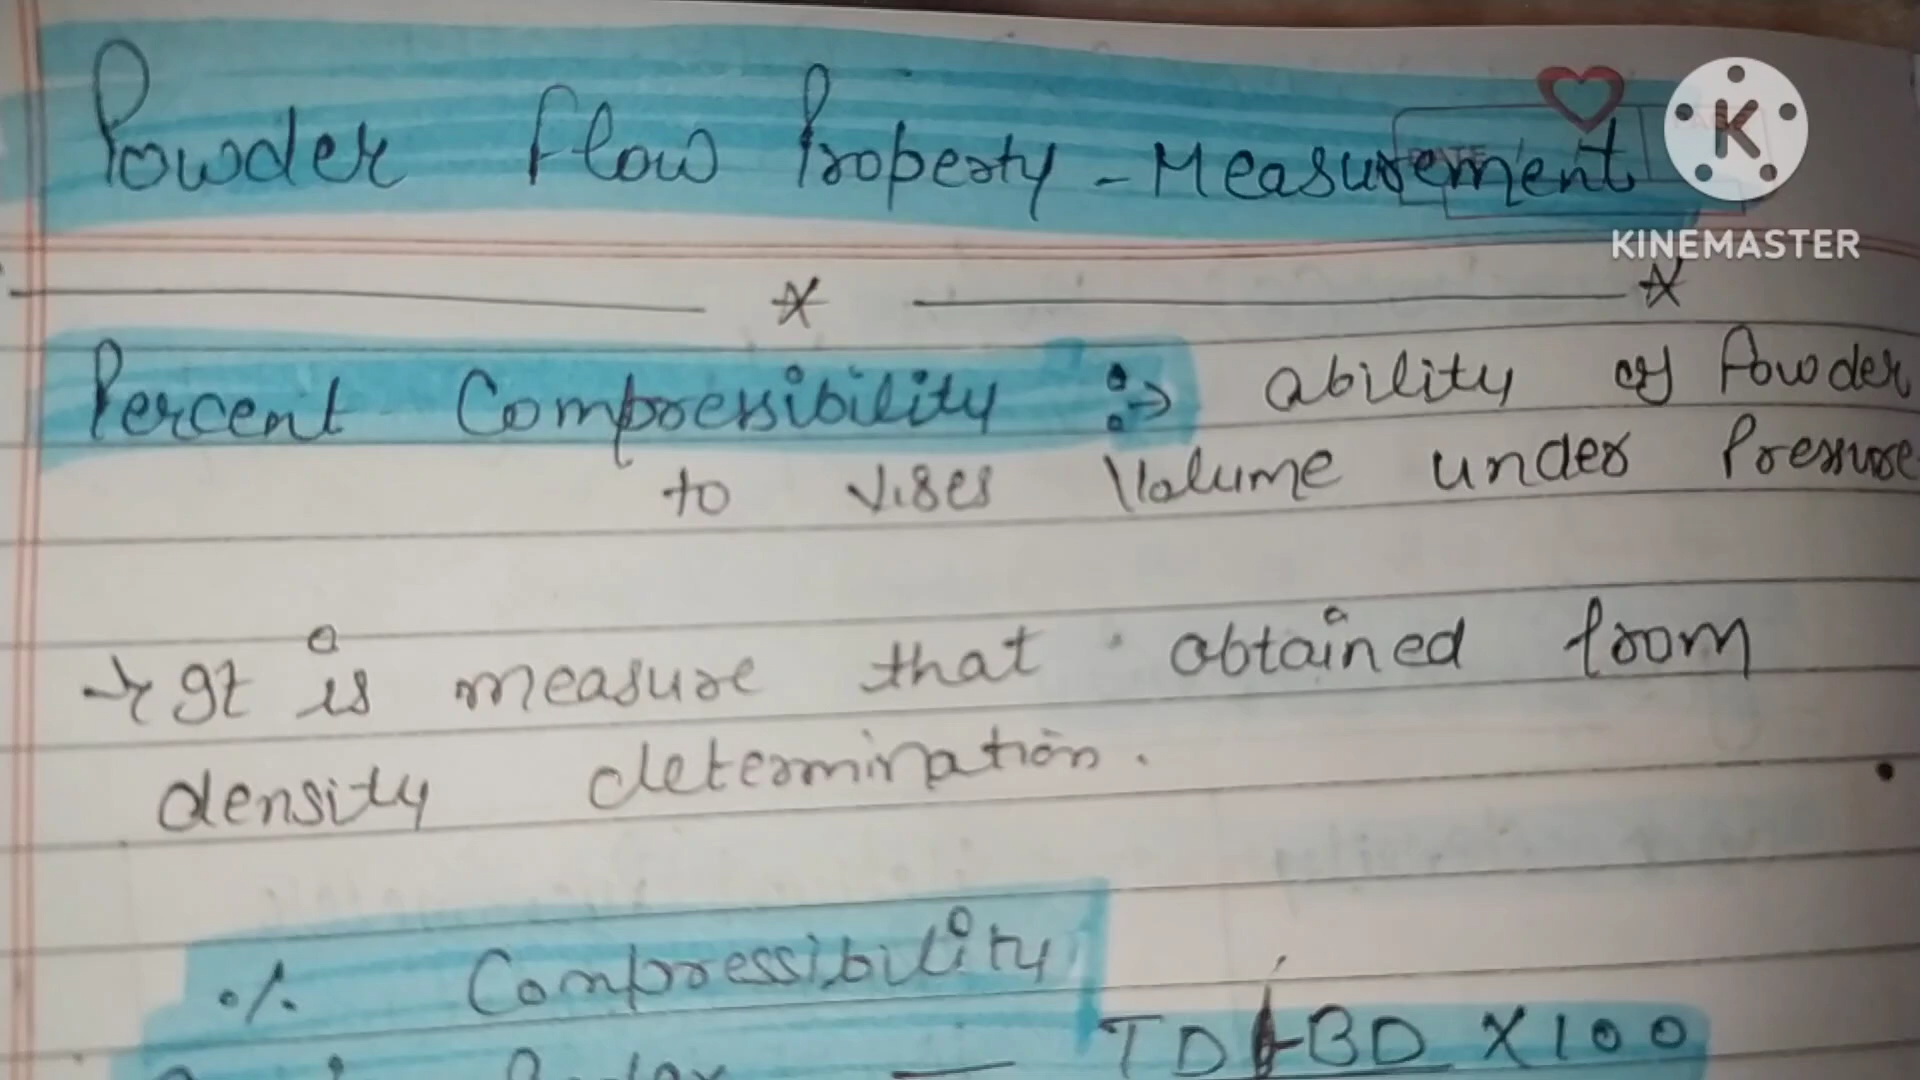 Powder Flow Property - Measurement
KINEMASTER
Percent Compressibility :→ ability of Powder
to Volume under Pressure
→ It is measure that obtained from
density determination.
% Compressibility
TD-BD X100